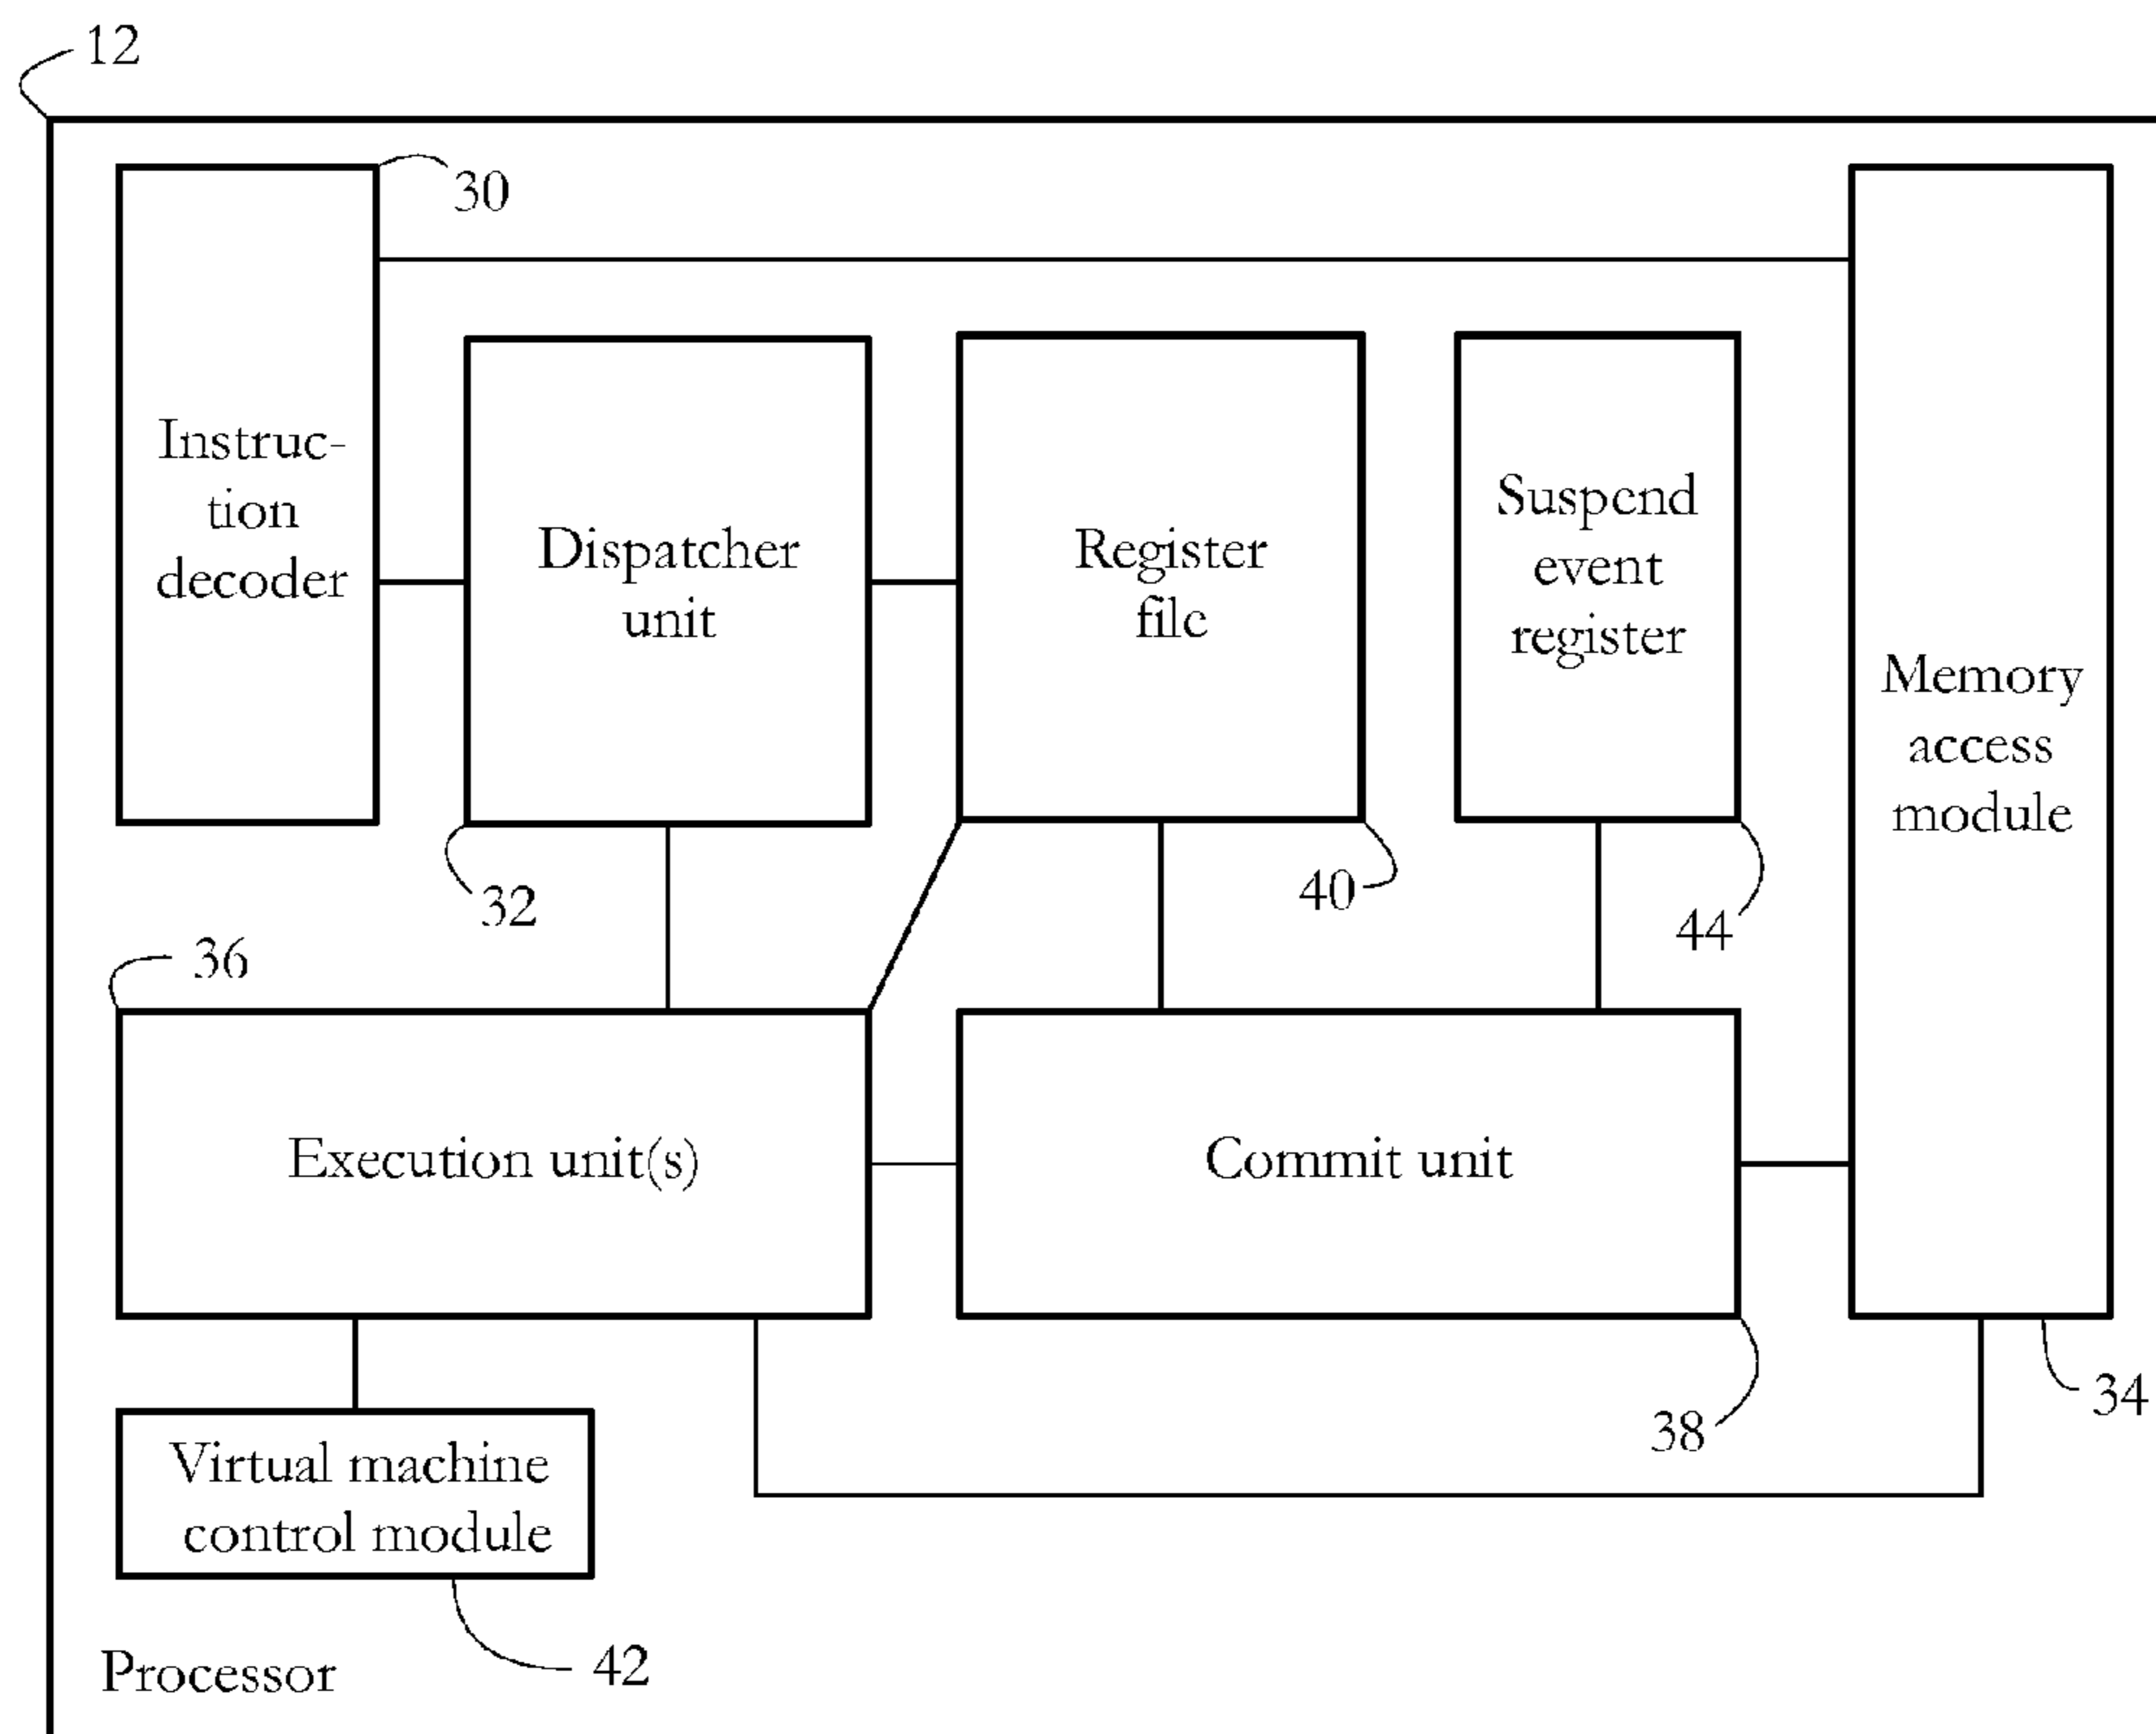 12
30
Instruc-
tion
decoder
Dispatcher
unit
Register
file
Suspend
event
register
Memory
access
module
32
40
44
36
Execution unit(s)
Commit unit
34
38
Virtual machine
control module
42
Processor